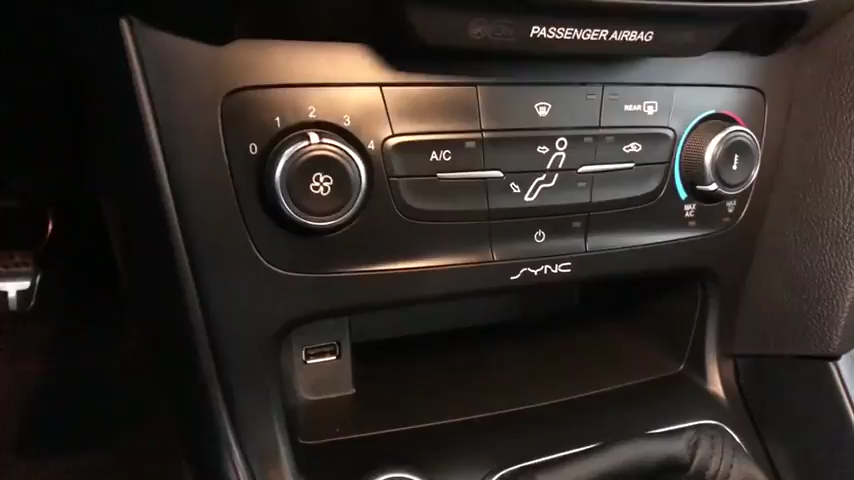 PASSENGER AIRBAG
0 1 2 3 4
REAR
A/C
MAX
A/C
MAX
SYNC